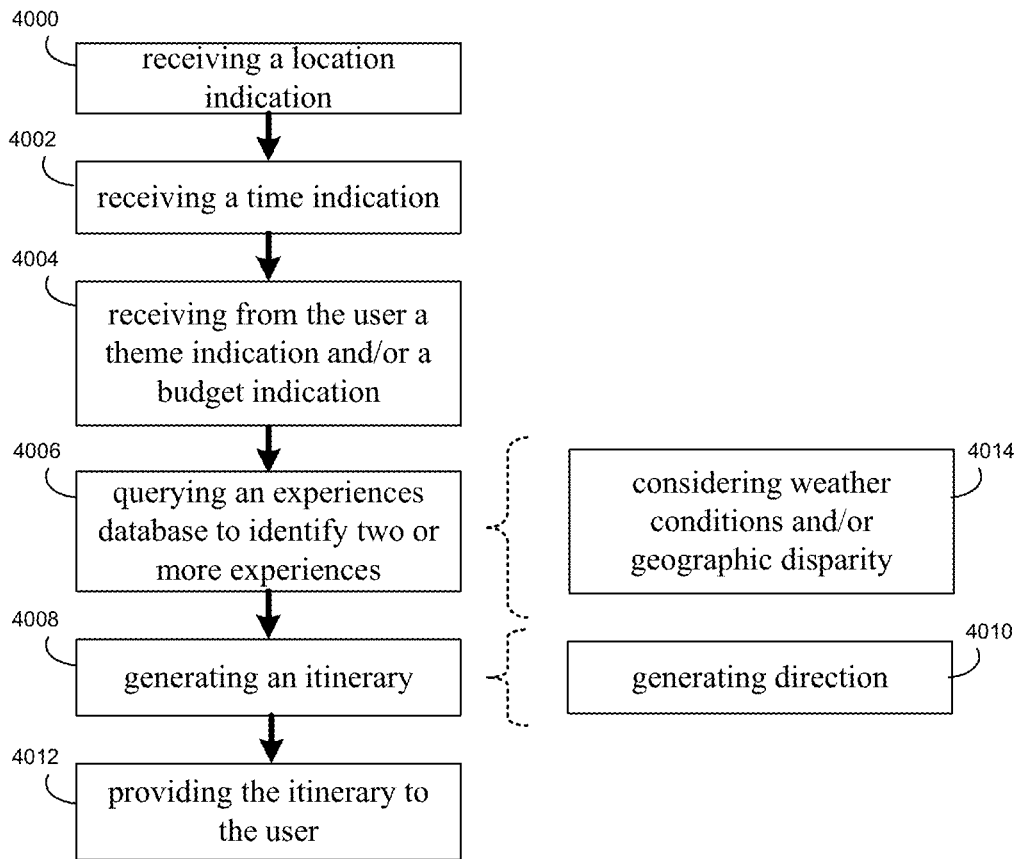 4000
receiving a location
indication
4002
receiving a time indication
4004
receiving from the user a
theme indication and/or a
budget indication
4006
querying an experiences
database to identify two or
more experiences
4014
considering weather
conditions and/or
geographic disparity
4008
generating an itinerary
4010
generating direction
4012
providing the itinerary to
the user